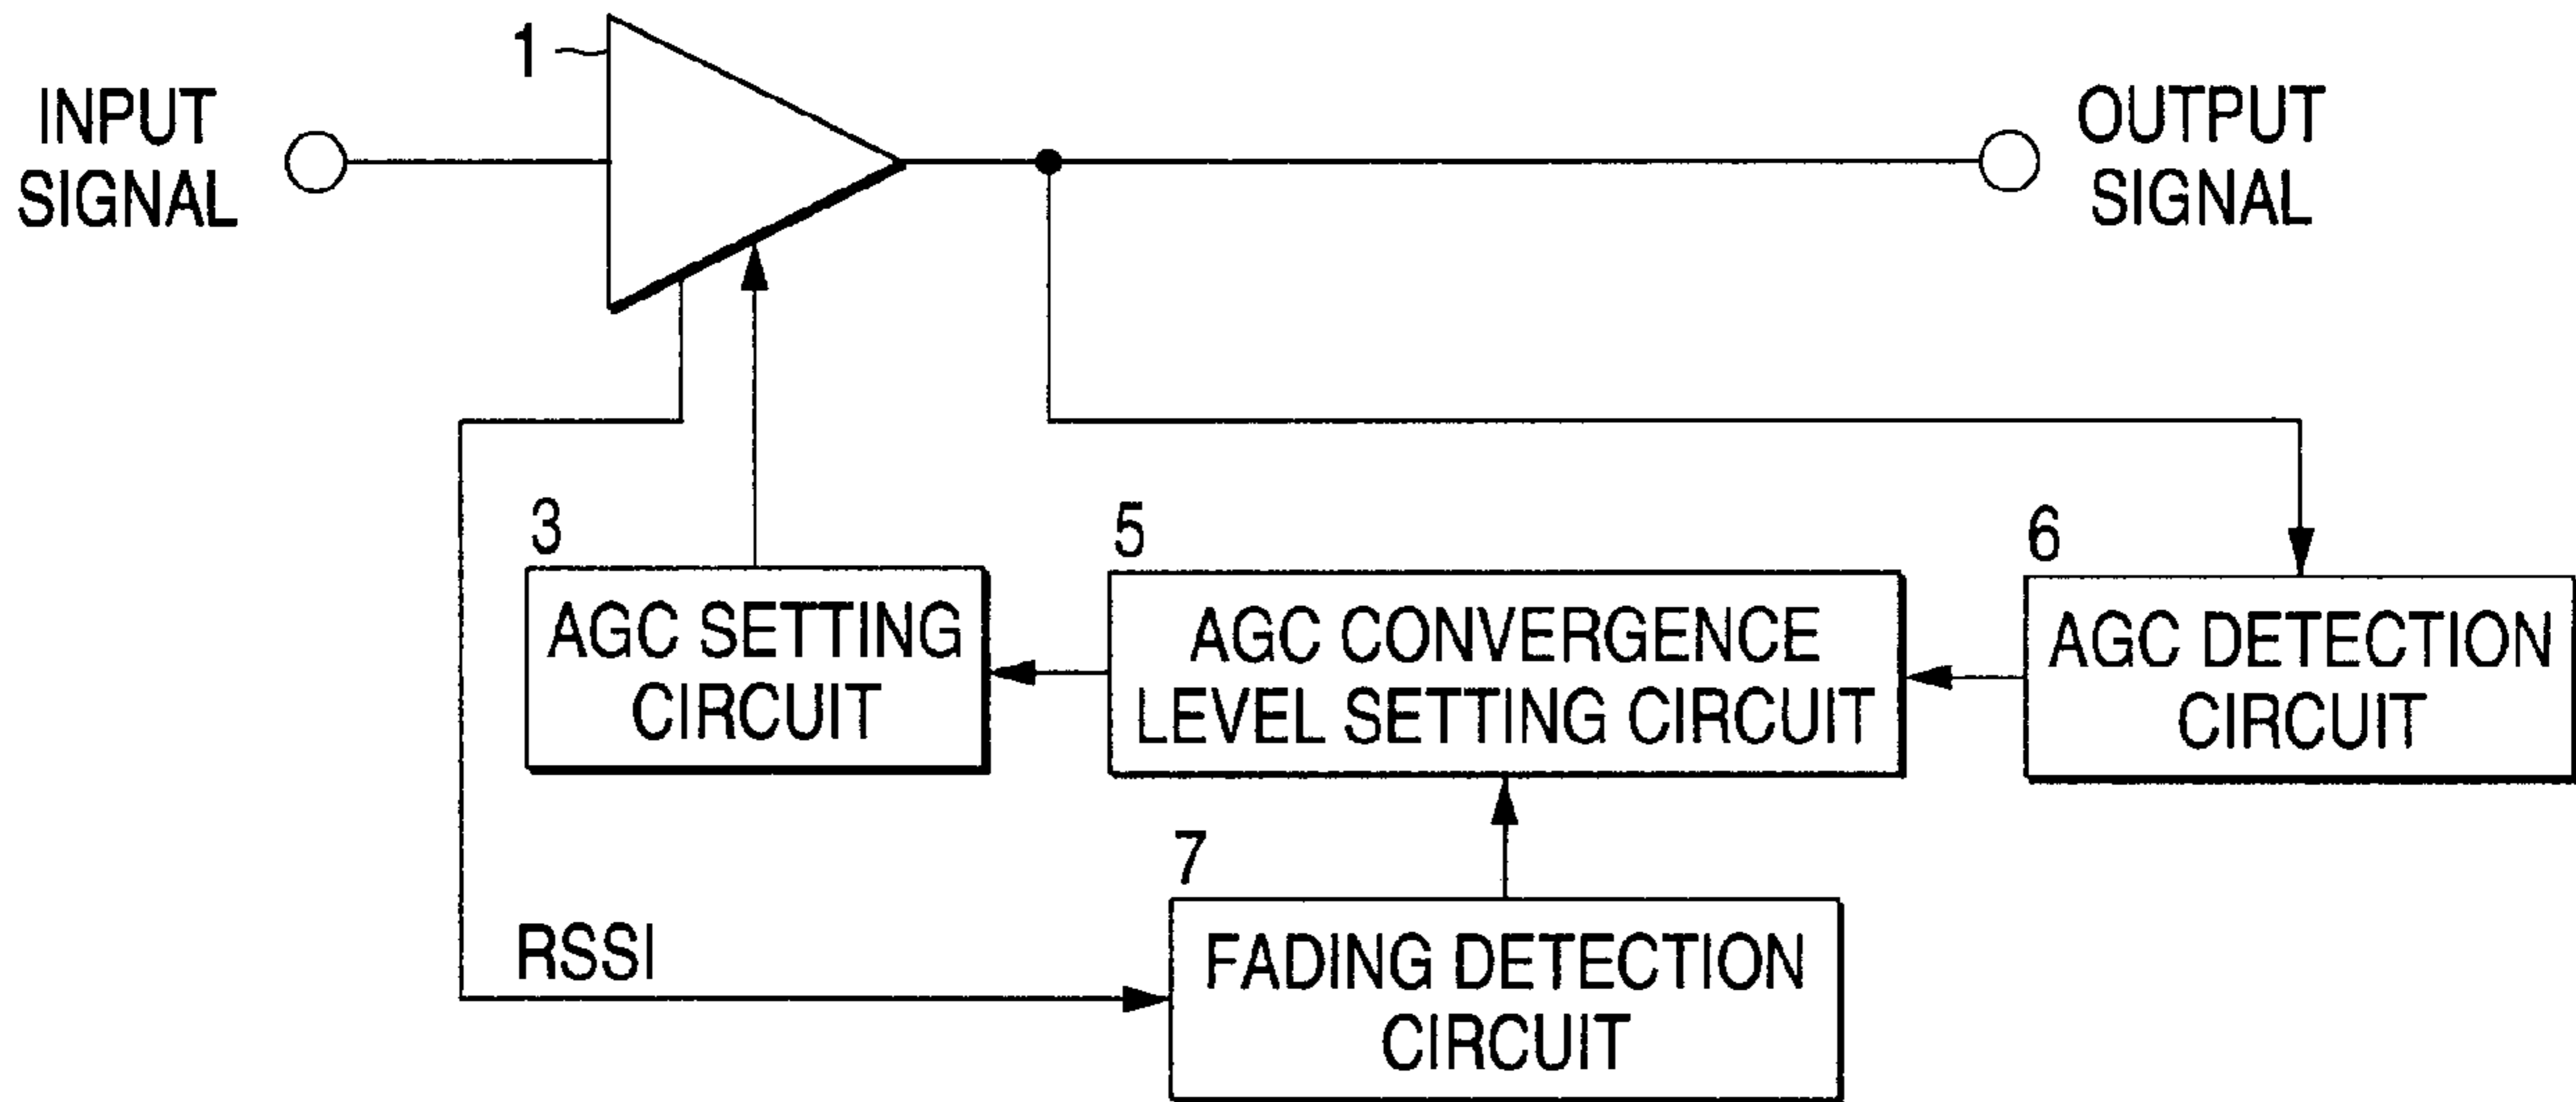 1
INPUT
SIGNAL
OUTPUT
SIGNAL
3
AGC SETTING
CIRCUIT
5
AGC CONVERGENCE
LEVEL SETTING CIRCUIT
6
AGC DETECTION
CIRCUIT
7
RSSI
FADING DETECTION
CIRCUIT